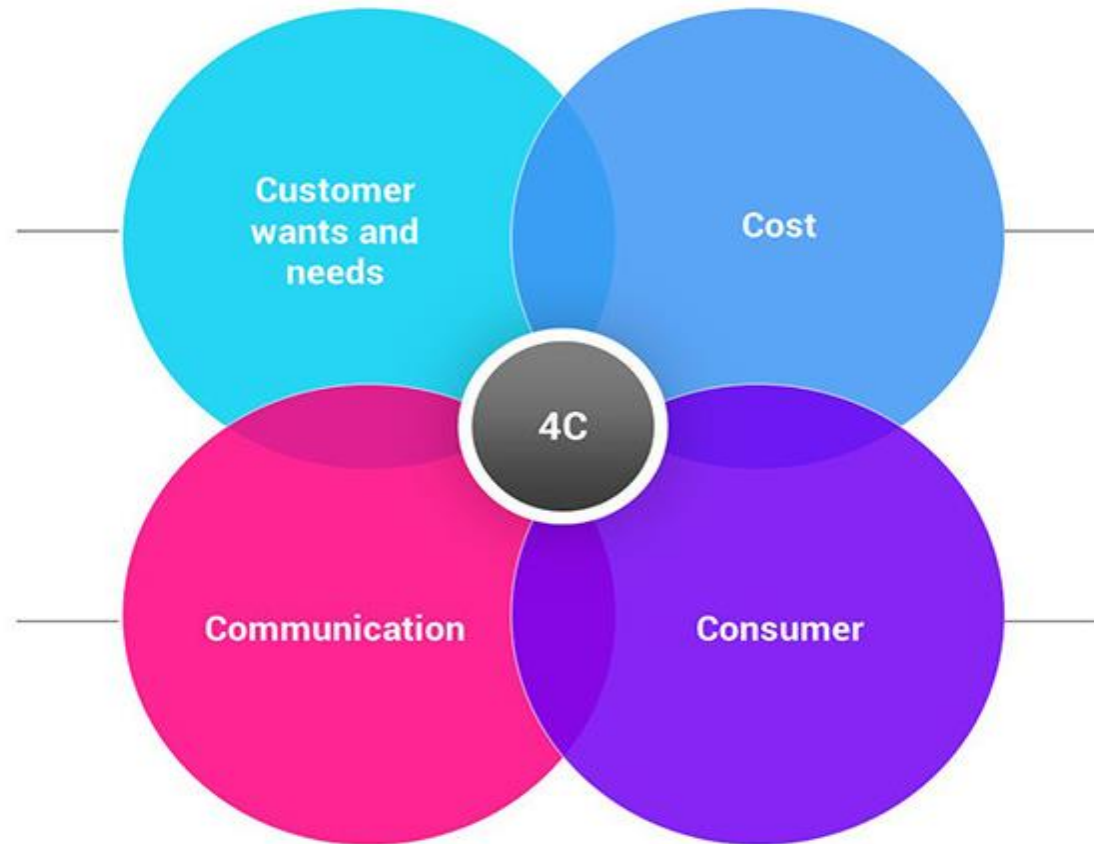 Customer
wants and
needs
Cost
4C
Communication
Consumer